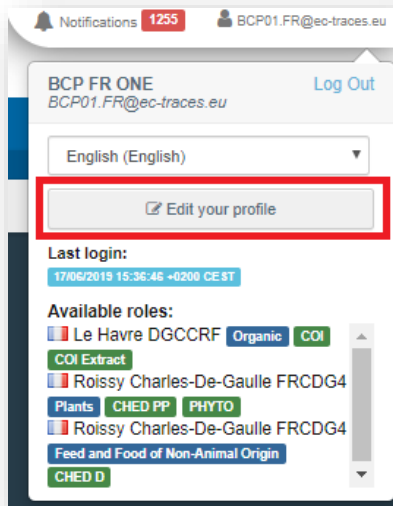 Notifications 1255 BCP01.FR@ec-traces.eu
BCP FR ONE Log Out
BCP01.FR@ec-traces.eu
English (English)
Edit your profile
Last login:
17/06/2019 15:36:46 +0200 CEST
Available roles:
Le Havre DGCCRF Organic COI
COI Extract
Roissy Charles-De-Gaulle FRCDG4
Plants CHED PP PHYTO
Roissy Charles-De-Gaulle FRCDG4
Feed and Food of Non-Animal Origin
CHED D